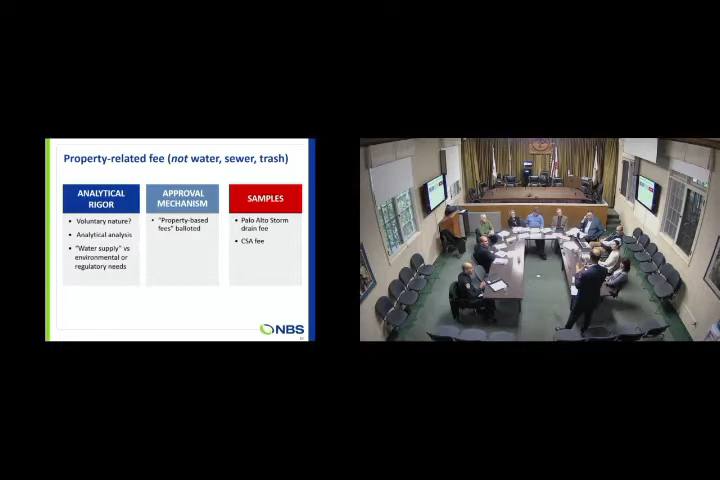 Property-related fee (not water, sewer, trash)
ANALYTICAL
RIGOR
• Voluntary nature?
• Analytical analysis
• "Water supply" vs
environmental or
regulatory needs
APPROVAL
MECHANISM
• "Property-based
fees" balloted
SAMPLES
• Palo Alto Storm
drain fee
• CSA fee
NBS